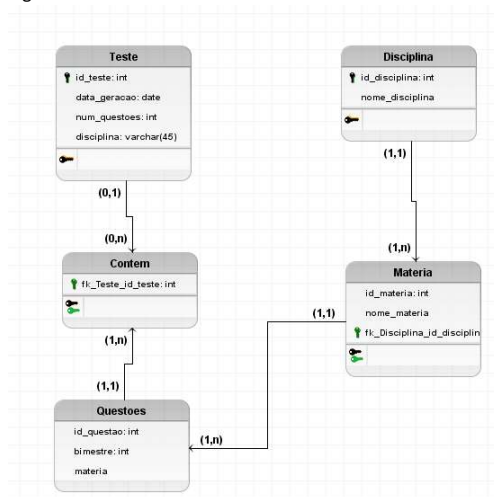 Teste
id_teste: int
data_geracao: date
num_questoes: int
disciplina: varchar(45)
Disciplina
id_disciplina: int
nome_disciplina
(0,1)
(0,n)
(1,1)
(1,n)
Contem
fk_Teste_id_teste: int
Materia
id_materia: int
nome_materia
fk_Disciplina_id_disciplin
(1,n)
(1,1)
(1,1)
(1,n)
Questoes
id_questao: int
bimestre: int
materia